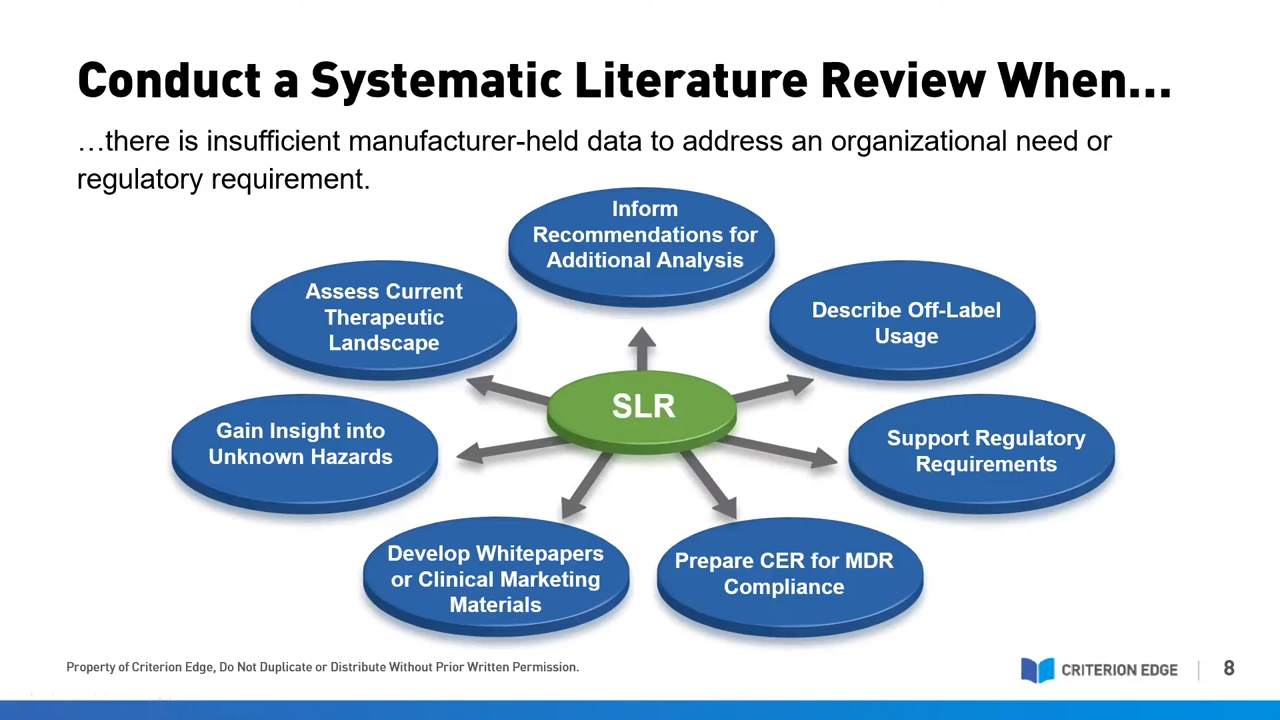 Conduct a Systematic Literature Review When...
...there is insufficient manufacturer-held data to address an organizational need or
regulatory requirement.
Inform
Recommendations for
Additional Analysis
Assess Current
Therapeutic
Landscape
Describe Off-Label
Usage
SLR
Gain Insight into
Unknown Hazards
Support Regulatory
Requirements
Develop Whitepapers
or Clinical Marketing
Materials
Prepare CER for MDR
Compliance
Property of Criterion Edge, Do Not Duplicate or Distribute Without Prior Written Permission.
CRITERION EDGE | 8